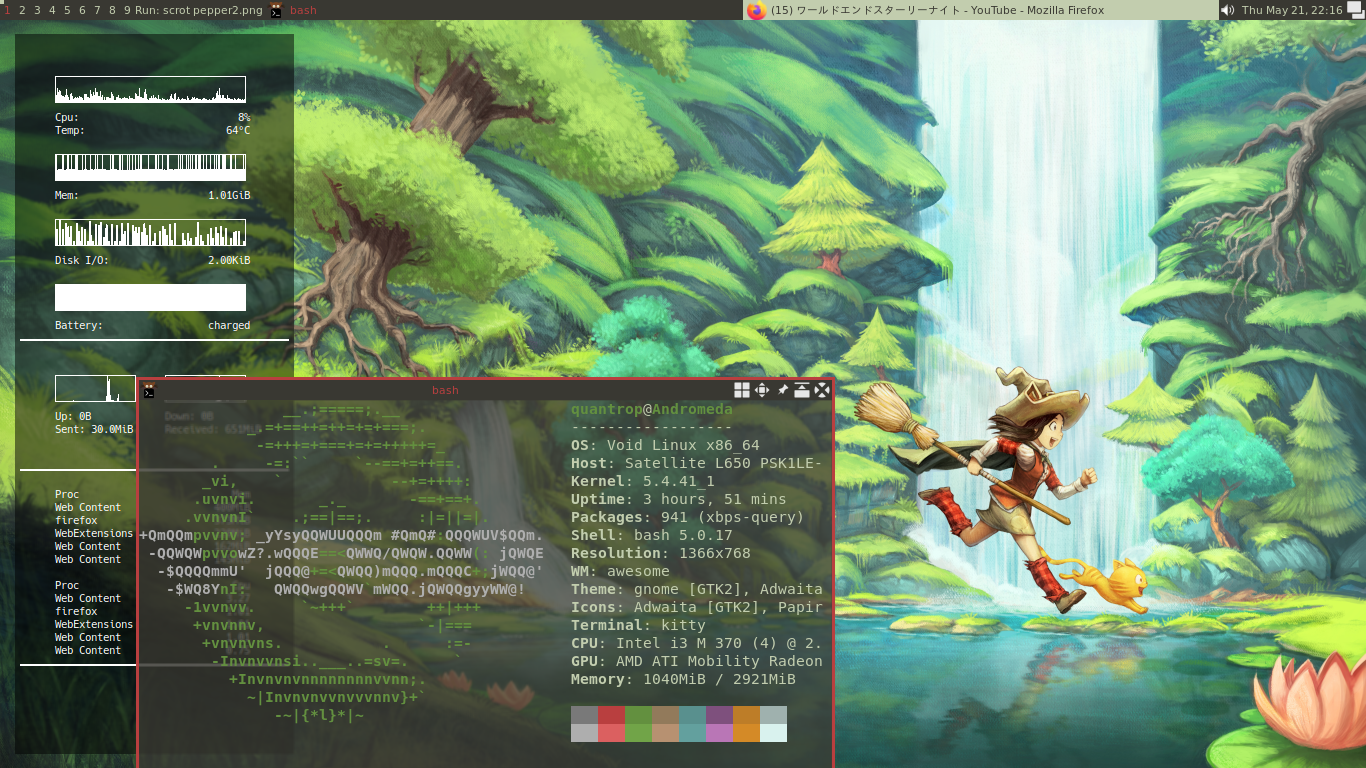 1 2 3 4 5 6 7 8 9 Run: scrot pepper2.png bash
(15) ワールドエンドスターリーナイト - YouTube - Mozilla Firefox
Thu May 21, 22:16
Cpu: 8%
Temp: 64°C
Mem: 1.01GiB
Disk I/O: 2.00KiB
Battery: charged
Up: 0B
Sent: 30.0MiB
Down: 0B
Proc
Web Content
firefox
WebExtensions
Web Content
Web Content
Proc
Web Content
firefox
WebExtensions
Web Content
Web Content
bash
quantrop@Andromeda
------------------
OS: Void Linux x86_64
Host: Satellite L650 PSK1LE-
Kernel: 5.4.41_1
Uptime: 3 hours, 51 mins
Packages: 941 (xbps-query)
Shell: bash 5.0.17
Resolution: 1366x768
WM: awesome
Theme: gnome [GTK2], Adwaita
Icons: Adwaita [GTK2], Papir
Terminal: kitty
CPU: Intel i3 M 370 (4) @ 2.
GPU: AMD ATI Mobility Radeon
Memory: 1040MiB / 2921MiB